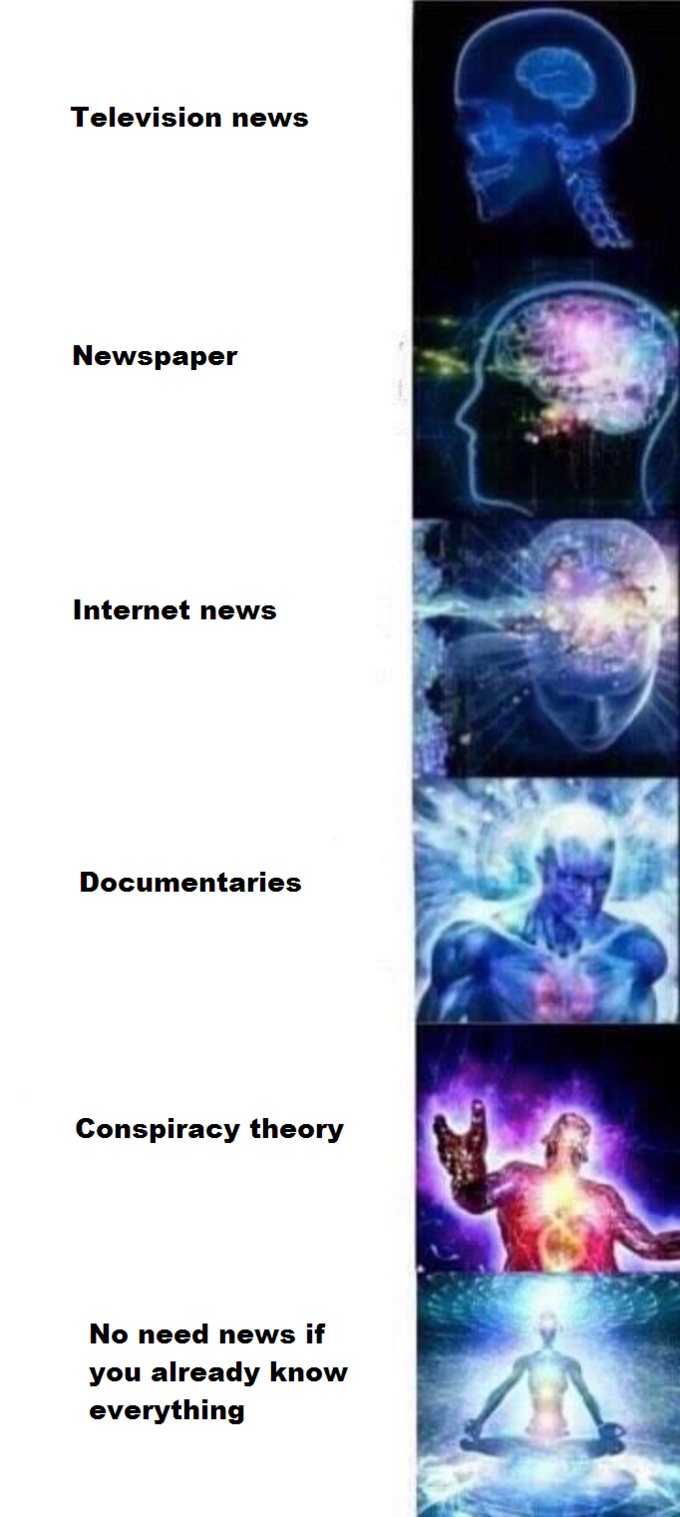 Television news
Newspaper
Internet news
Documentaries
Conspiracy theory
No need news if
you already know
everything